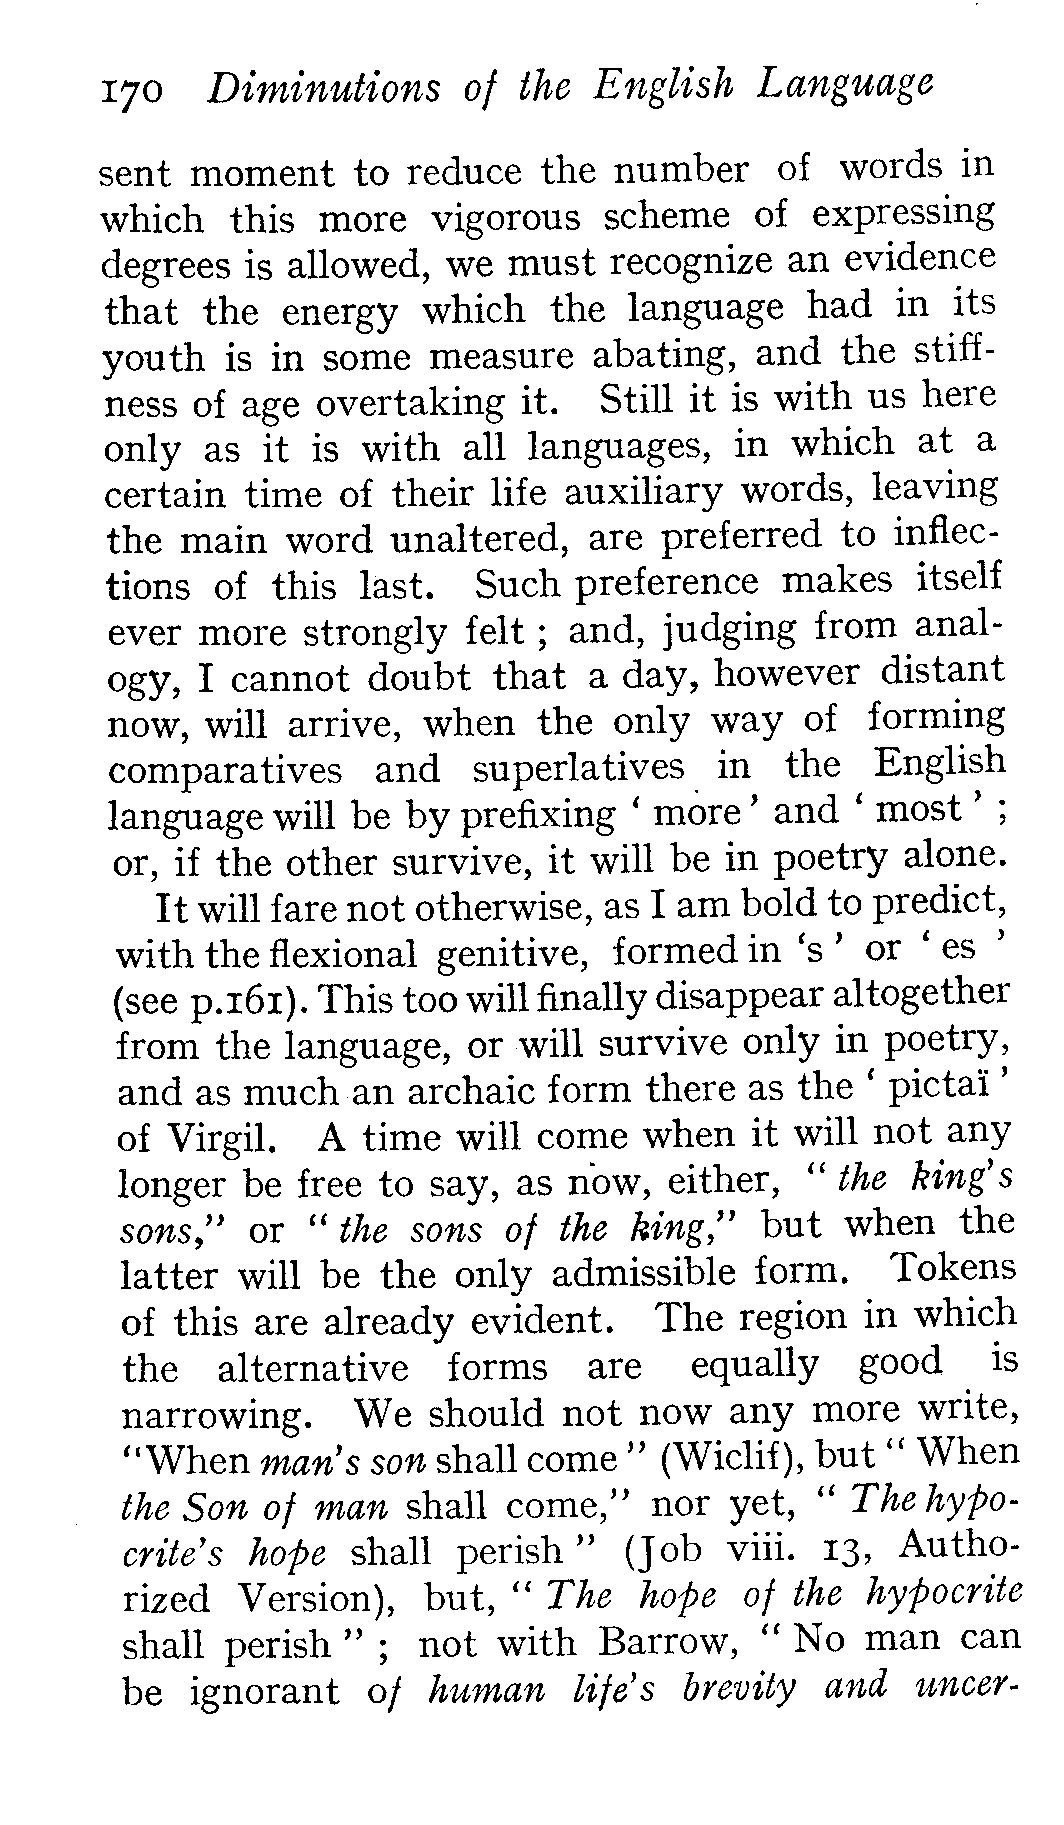 170 Diminutions of the English Language
sent moment to reduce the number of words in
which this more vigorous scheme of expressing
degrees is allowed, we must recognize an evidence
that the energy which the language had in its
youth is in some measure abating, and the stiff-
ness of age overtaking it. Still it is with us here
only as it is with all languages, in which at a
certain time of their life auxiliary words, leaving
the main word unaltered, are preferred to inflec-
tions of this last. Such preference makes itself
ever more strongly felt ; and, judging from anal-
ogy, I cannot doubt that a day, however distant
now, will arrive, when the only way of forming
comparatives and superlatives in the English
language will be by prefixing ‘ more ’ and ‘ most ’ ;
or, if the other survive, it will be in poetry alone.
It will fare not otherwise, as I am bold to predict,
with the flexional genitive, formed in ‘s ’ or ‘ es ’
(see p.161). This too will finally disappear altogether
from the language, or will survive only in poetry,
and as much an archaic form there as the ‘ pictaï ’
of Virgil. A time will come when it will not any
longer be free to say, as now, either, “ the king’s
sons,” or “ the sons of the king,” but when the
latter will be the only admissible form. Tokens
of this are already evident. The region in which
the alternative forms are equally good is
narrowing. We should not now any more write,
“When man’s son shall come ” (Wiclif), but “ When
the Son of man shall come,” nor yet, “ The hypo-
crite’s hope shall perish ” (Job viii. 13, Autho-
rized Version), but, “ The hope of the hypocrite
shall perish ” ; not with Barrow, “ No man can
be ignorant of human life’s brevity and uncer-